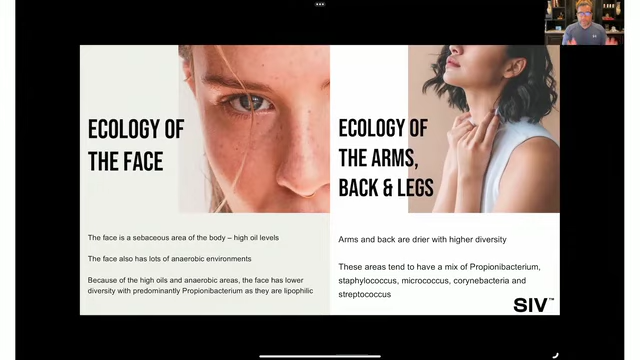 ECOLOGY OF
THE FACE
The face is a sebaceous area of the body – high oil levels
The face also has lots of anaerobic environments
Because of the high oils and anaerobic areas, the face has lower
diversity with predominantly Propionibacterium as they are lipophilic
ECOLOGY OF
THE ARMS,
BACK & LEGS
Arms and back are drier with higher diversity
These areas tend to have a mix of Propionibacterium,
staphylococcus, micrococcus, corynebacteria and
streptococcus
SIV™